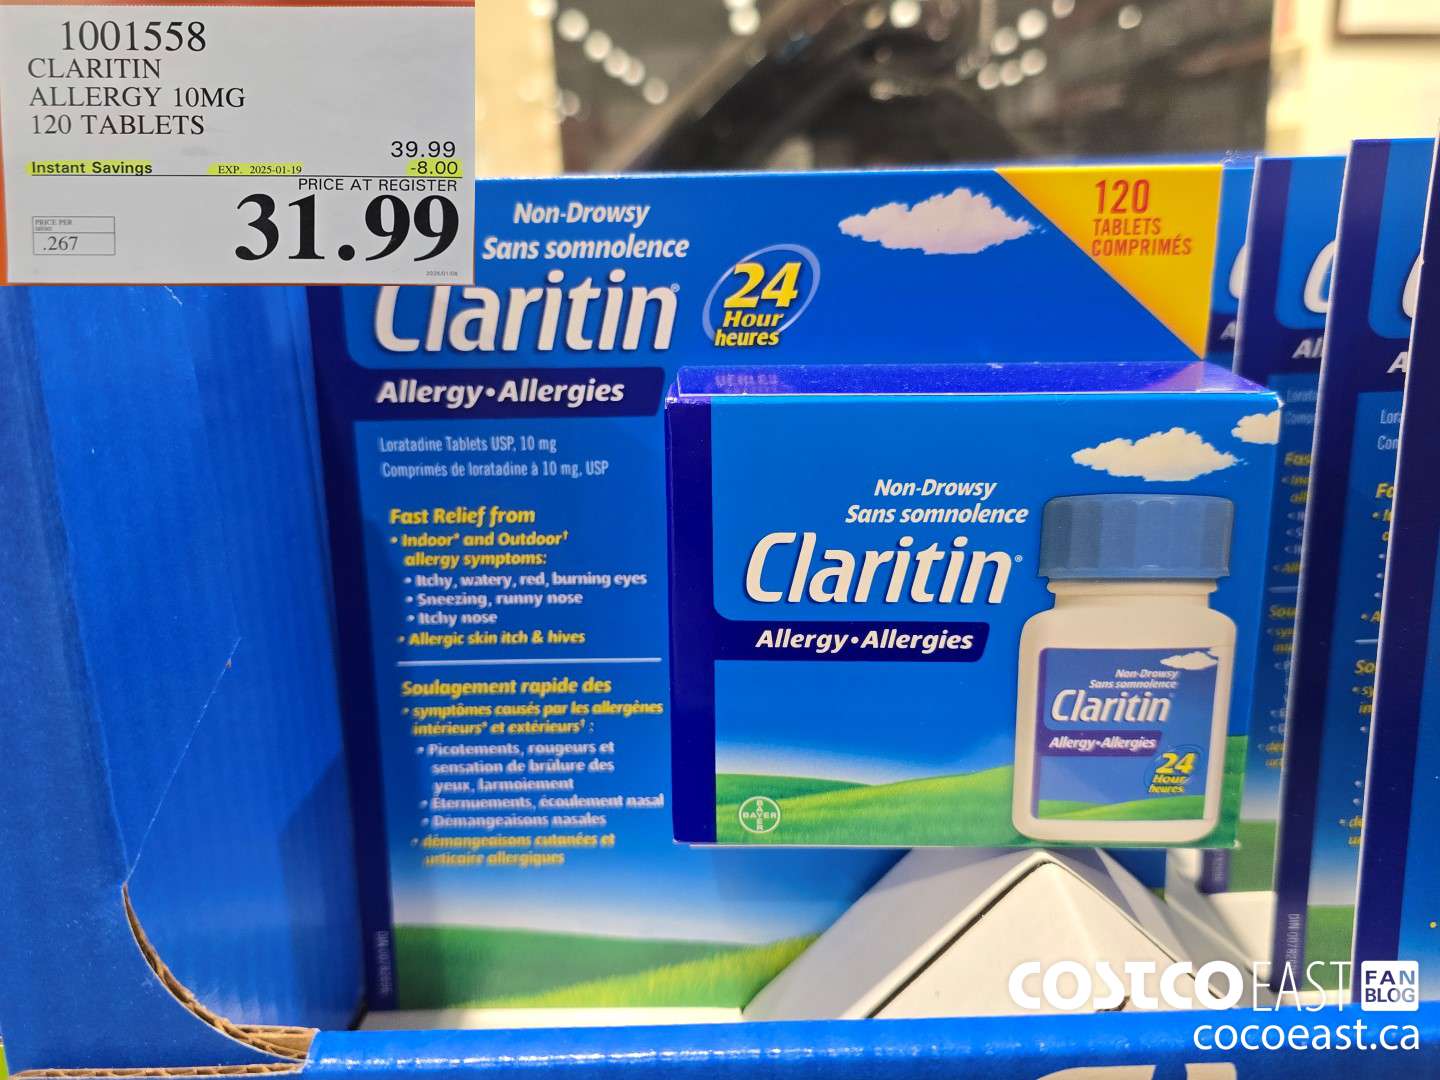 1001558
CLARITIN
ALLERGY 10MG
120 TABLETS
39.99
Instant Savings EXP. 2025-01-19 -8.00
PRICE AT REGISTER
31.99
PRICE PER
.267
Non-Drowsy
Sans somnolence
Claritin
24
Hour
heures
120
TABLETS
COMPRIMÉS
Allergy•Allergies
Loratadine Tablets USP, 10 mg
Comprimés de loratadine à 10 mg, USP
Fast Relief from
• Indoor* and Outdoor†
allergy symptoms:
• Itchy, watery, red, burning eyes
• Sneezing, runny nose
• Itchy nose
• Allergic skin itch & hives
Soulagement rapide des
• symptômes causés par les allergènes
intérieurs* et extérieurs† :
• Picotements, rougeurs et
sensation de brûlure des
yeux, larmoiement
• Éternuements, écoulement nasal
• Démangeaisons nasales
• démangeaisons cutanées et
urticaire allergiques
Non-Drowsy
Sans somnolence
Claritin®
Allergy•Allergies
BAYER
BAYER
Non-Drowsy
Sans somnolence
Claritin
Allergy•Allergies
24
Hour
heures
COSTCO EAST FAN
BLOG
cocoeast.ca